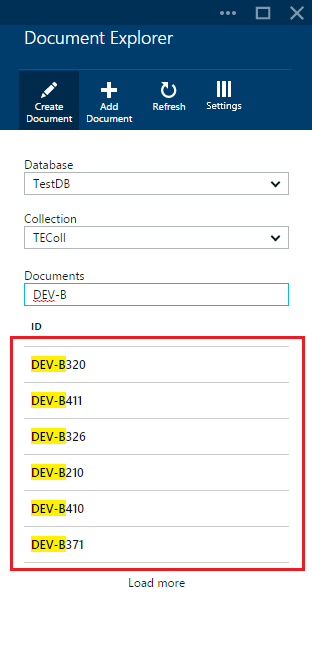 Document Explorer
Create Document
Add Document
Refresh
Settings
Database
TestDB
Collection
TEColl
Documents
DEV-B
ID
DEV-B320
DEV-B411
DEV-B326
DEV-B210
DEV-B410
DEV-B371
Load more